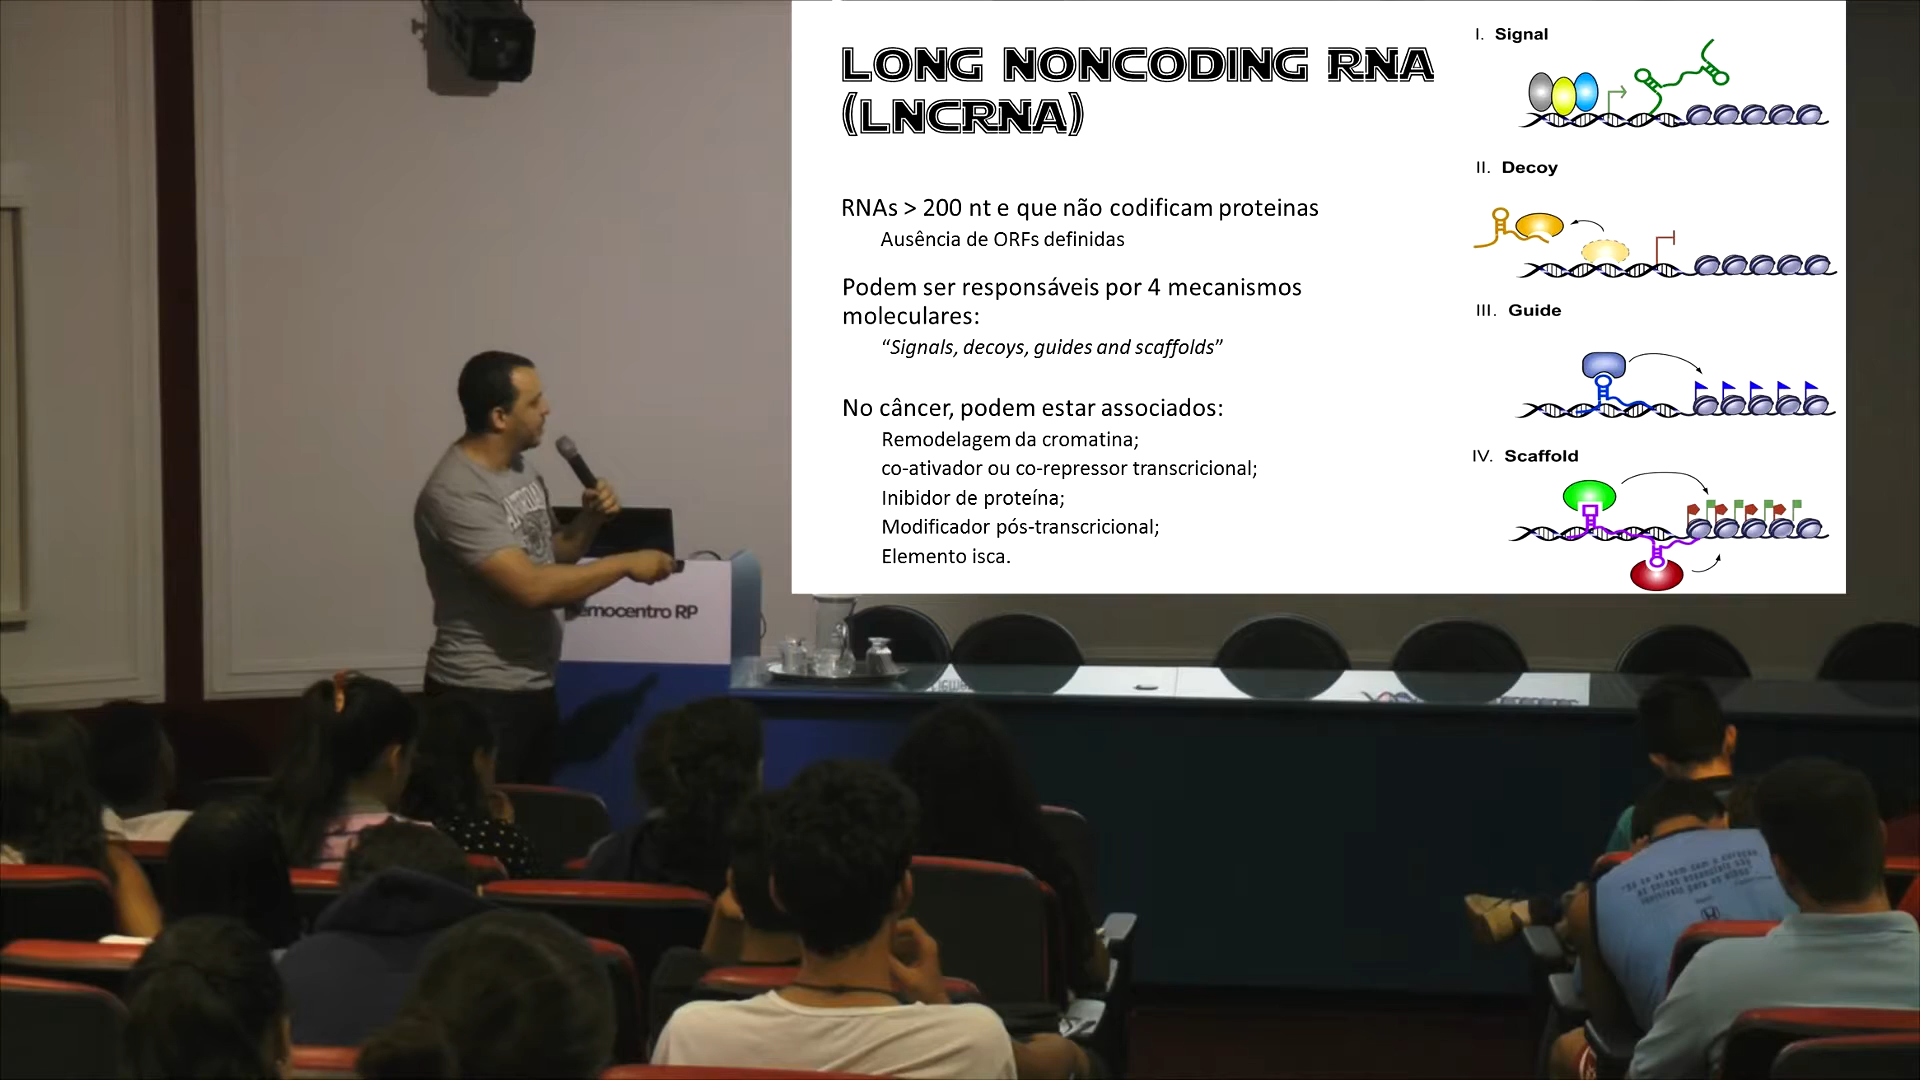 LONG NONCODING RNA
(LNCRNA)
RNAs > 200 nt e que não codificam proteinas
Ausência de ORFs definidas
Podem ser responsáveis por 4 mecanismos
moleculares:
“Signals, decoys, guides and scaffolds”
No câncer, podem estar associados:
Remodelagem da cromatina;
co-ativador ou co-repressor transcricional;
Inibidor de proteína;
Modificador pós-transcricional;
Elemento isca.
I. Signal
II. Decoy
III. Guide
IV. Scaffold
emocentro RP